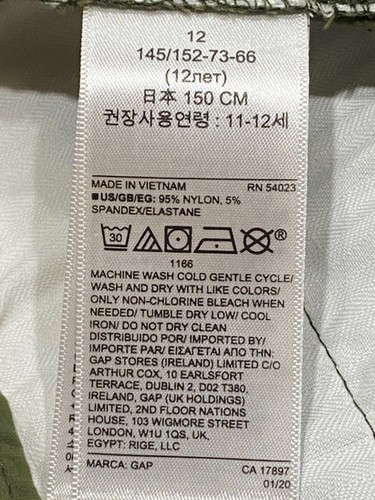 12
145/152-73-66
(12лет)
日本 150 CM
권장사용연령 : 11-12세
MADE IN VIETNAM RN 54023
■US/GB/EG: 95% NYLON, 5%
SPANDEX/ELASTANE
30 ®
1166
MACHINE WASH COLD GENTLE CYCLE/
WASH AND DRY WITH LIKE COLORS/
ONLY NON-CHLORINE BLEACH WHEN
NEEDED/ TUMBLE DRY LOW/ COOL
IRON/ DO NOT DRY CLEAN
DISTRIBUIDO POR/ IMPORTED BY/
IMPORTE PAR/ ΕΙΣΑΓΕΤΑΙ ΑΠΟ ΤΗΝ:
GAP STORES (IRELAND) LIMITED C/O
ARTHUR COX, 10 EARLSFORT
TERRACE, DUBLIN 2, D02 T380,
IRELAND, GAP (UK HOLDINGS)
LIMITED, 2ND FLOOR NATIONS
HOUSE, 103 WIGMORE STREET
LONDON, W1U 1QS, UK
EGYPT: RIGE, LLC
MARCA: GAP CA 17897
01/20